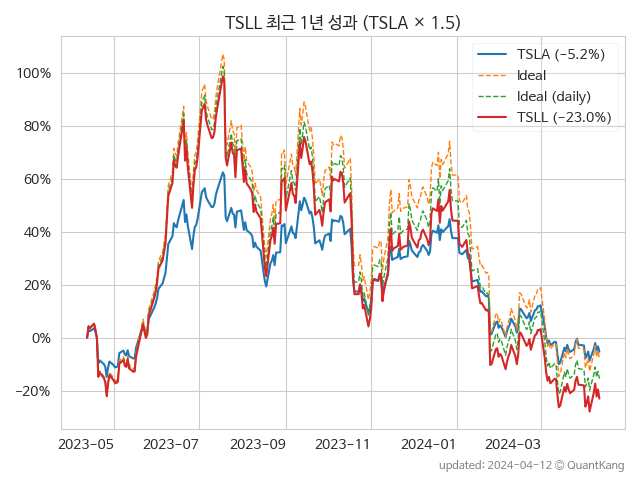 TSLL 최근 1년 성과 (TSLA × 1.5)
TSLA (−5.2%)
Ideal
Ideal (daily)
TSLL (−23.0%)
100%
80%
60%
40%
20%
0%
−20%
2023-05 2023-07 2023-09 2023-11 2024-01 2024-03
updated: 2024-04-12 © QuantKang